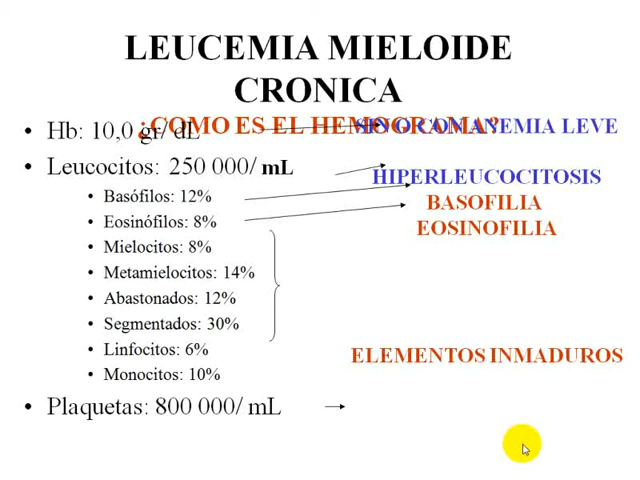 LEUCEMIA MIELOIDE
CRONICA
¿COMO ES EL HEMOGRAMA?
• Hb: 10,0 gr/ dL
CON ANEMIA LEVE
• Leucocitos: 250 000/ mL
HIPERLEUCOCITOSIS
• Basófilos: 12%
BASOFILIA
• Eosinófilos: 8%
EOSINOFILIA
• Mielocitos: 8%
• Metamielocitos: 14%
• Abastonados: 12%
• Segmentados: 30%
• Linfocitos: 6%
ELEMENTOS INMADUROS
• Monocitos: 10%
• Plaquetas: 800 000/ mL